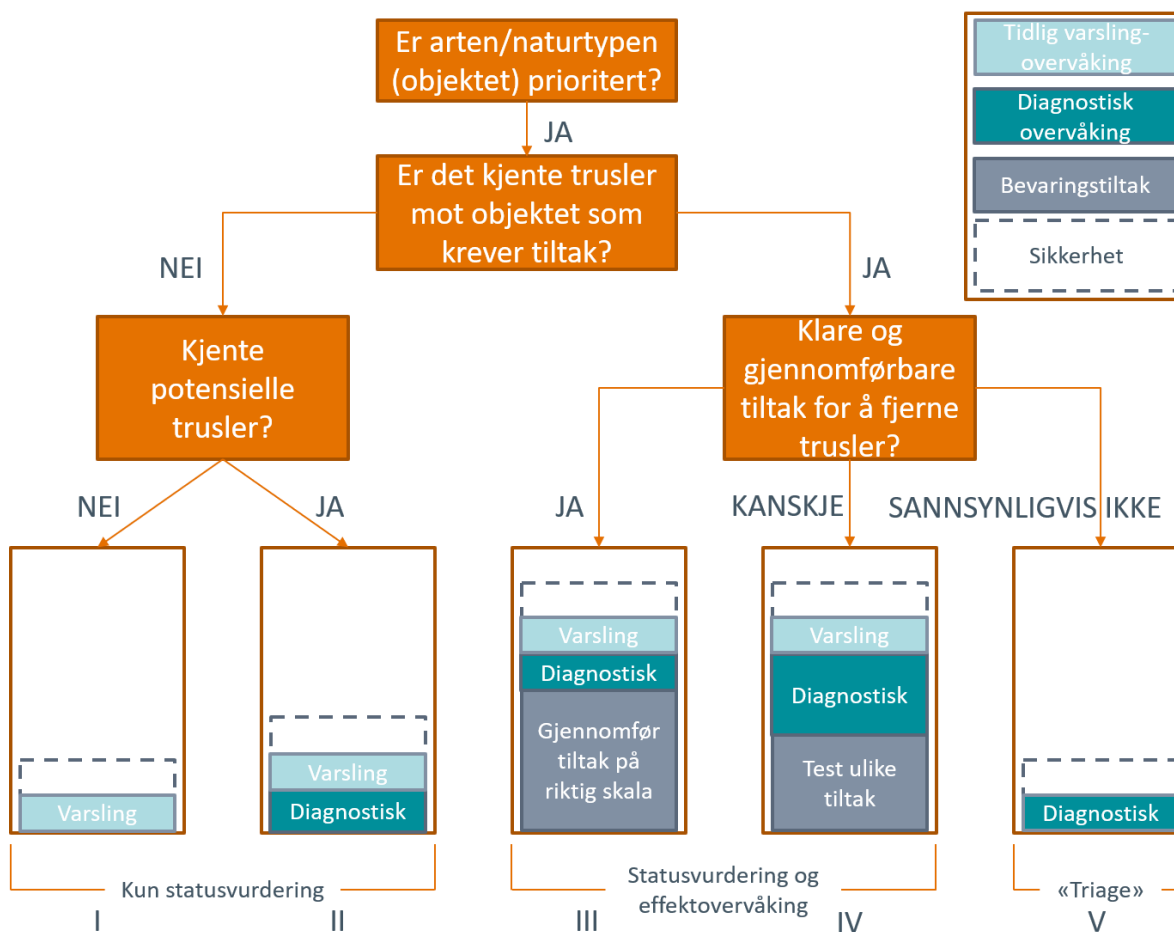 Er arten/naturtypen
(objektet) prioritert?
JA
Er det kjente trusler
mot objektet som
krever tiltak?
NEI
JA
Kjente
potensielle
trusler?
Klare og
gjennomførbare
tiltak for å fjerne
trusler?
NEI
JA
JA
KANSKJE
SANNSYNLIGVIS IKKE
Varsling
Varsling
Diagnostisk
Varsling
Diagnostisk
Gjennomfør
tiltak på
riktig skala
Varsling
Diagnostisk
Test ulike
tiltak
Diagnostisk
Kun statusvurdering
Statusvurdering og
effektovervåking
«Triage»
I
II
III
IV
V
Tidlig varsling-
overvåking
Diagnostisk
overvåking
Bevaringstiltak
Sikkerhet